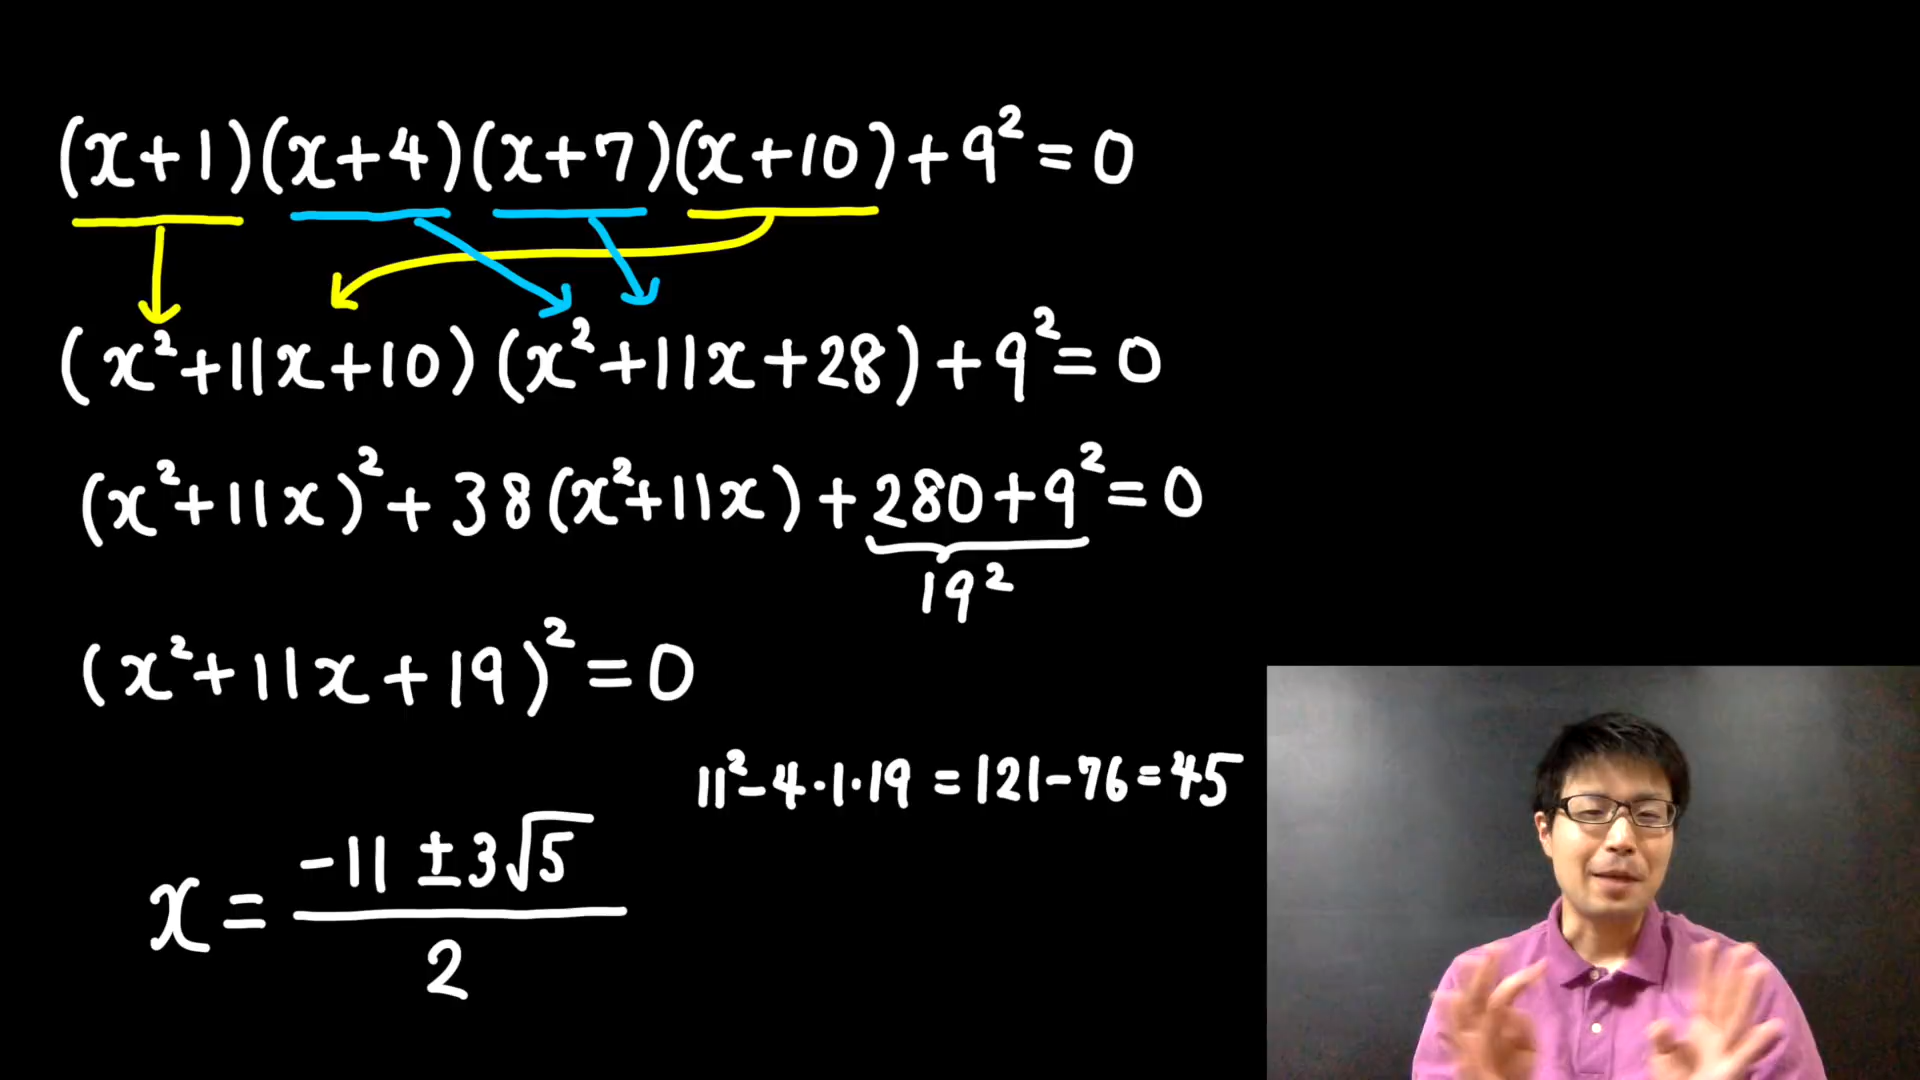 (x+1)(x+4)(x+7)(x+10)+9²=0
(x²+11x+10)(x²+11x+28)+9²=0
(x²+11x)²+38(x²+11x)+280+9²=0
19²
(x²+11x+19)²=0
11²-4·1·19=121-76=45
x=(-11±3√5)/2